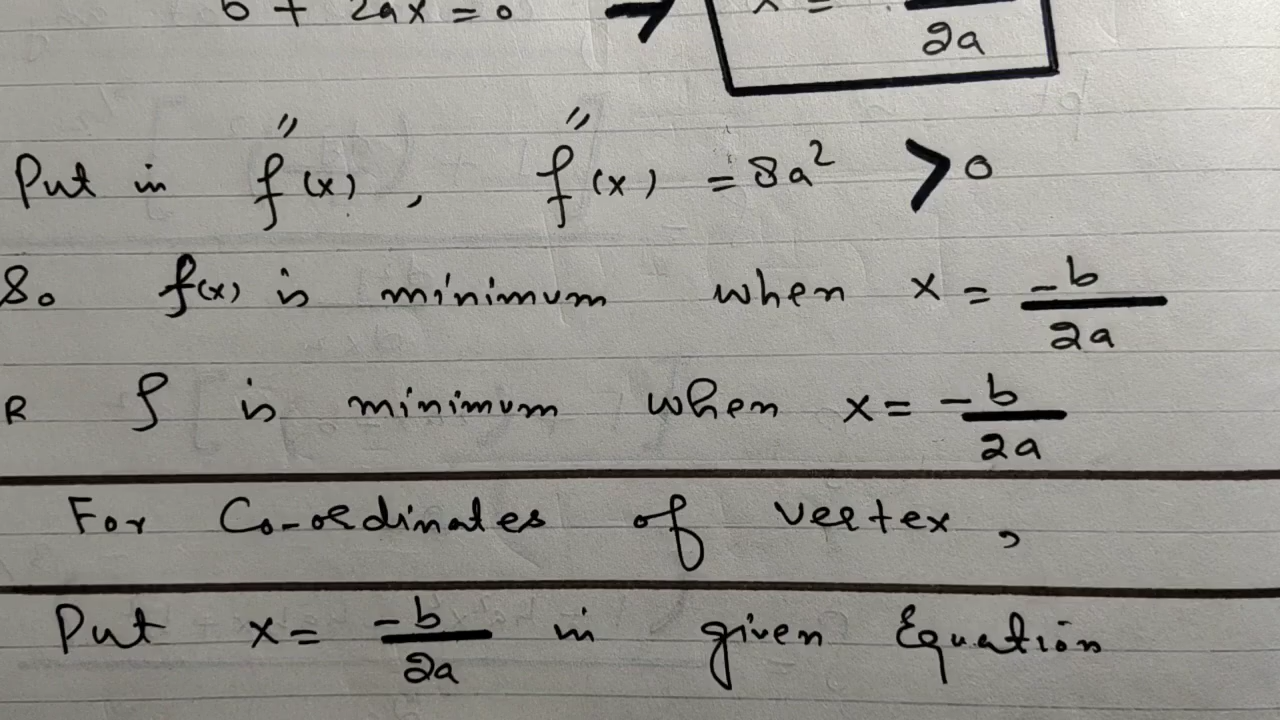 b + 2ax = 0 → x = - / 2a
Put in f''(x) , f''(x) = 8a² > 0
So f(x) is minimum when x = -b/2a
R ρ is minimum when x = -b/2a
For Co-ordinates of vertex ,
Put x = -b/2a in given Equation